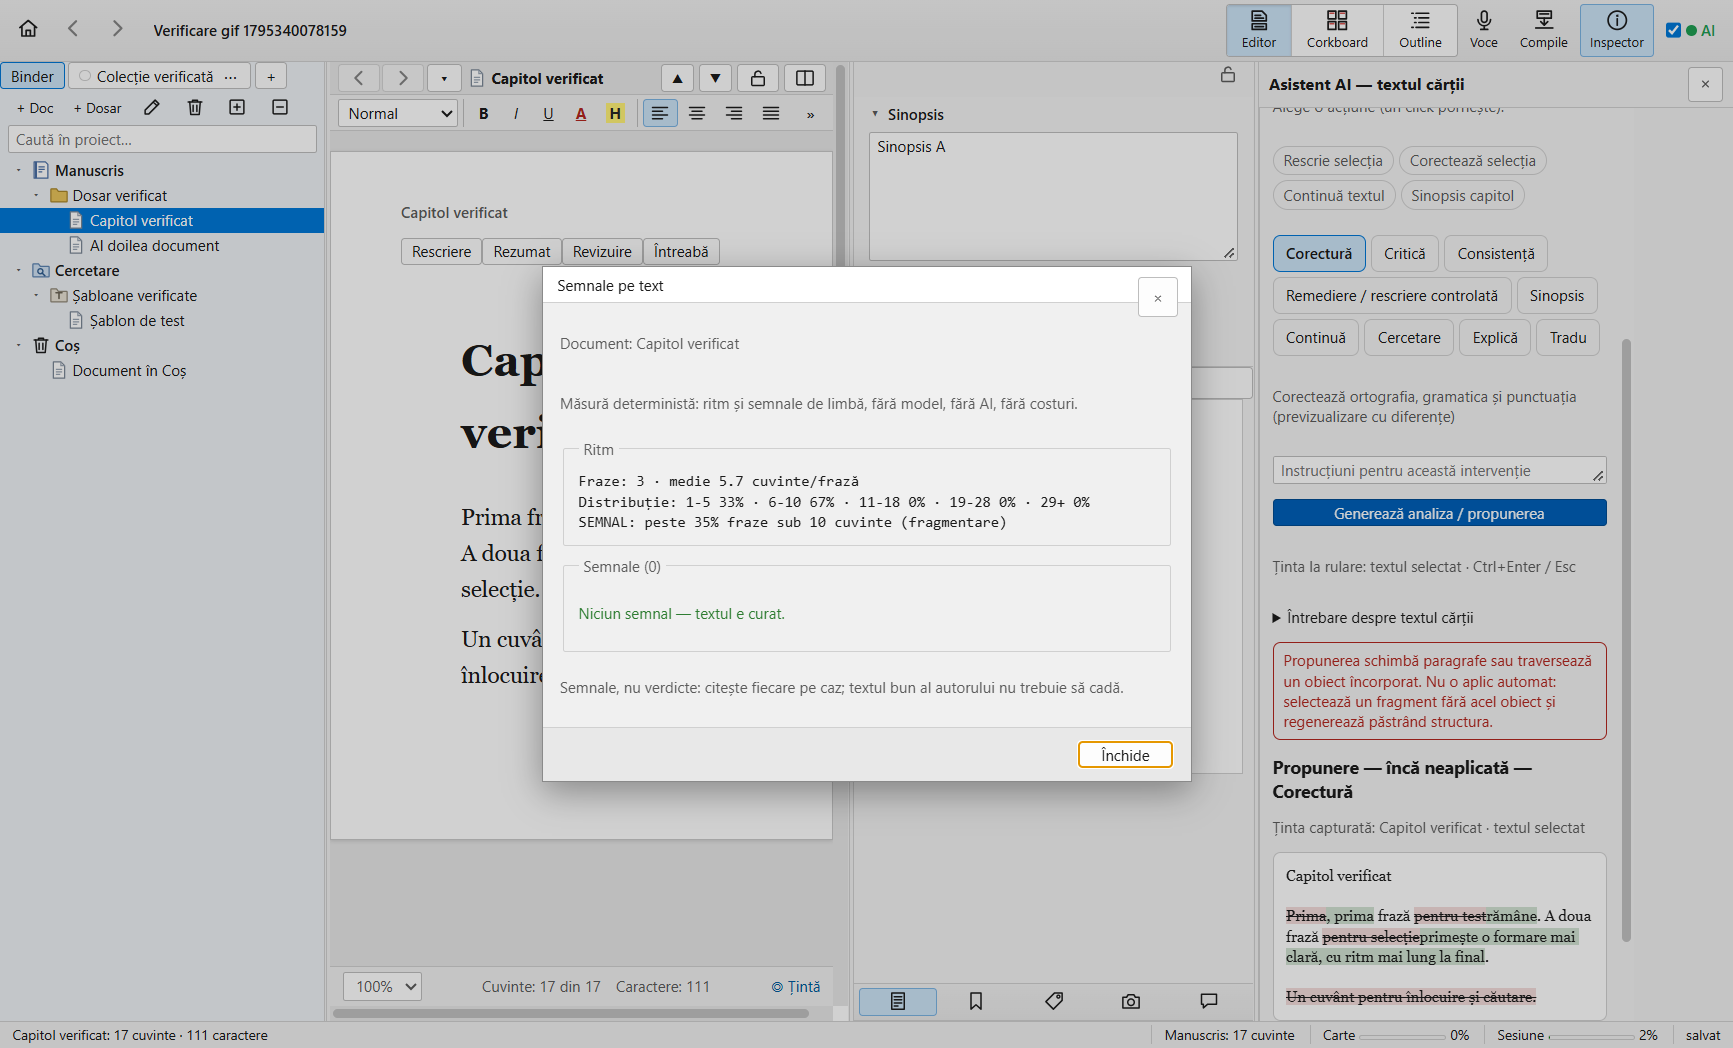 Verificare gif 1795340078159
Editor
Corkboard
Outline
Voce
Compile
Inspector
AI
Binder
Colecție verificată ···
+
+ Doc
+ Dosar
Caută în proiect...
Manuscris
Dosar verificat
Capitol verificat
Al doilea document
Cercetare
Șabloane verificate
Șablon de test
Coș
Document în Coș
Capitol verificat
Normal
B I U A H
»
Capitol verificat
Rescriere
Rezumat
Revizuire
Întreabă
Cap
veri
Prima fr
A doua f
selecție.
Un cuvâ
înlocuire
100%
Cuvinte: 17 din 17
Caractere: 111
Țintă
Sinopsis
Sinopsis A
Semnale pe text
×
Document: Capitol verificat
Măsură deterministă: ritm și semnale de limbă, fără model, fără AI, fără costuri.
Ritm
Fraze: 3 · medie 5.7 cuvinte/frază
Distribuție: 1-5 33% · 6-10 67% · 11-18 0% · 19-28 0% · 29+ 0%
SEMNAL: peste 35% fraze sub 10 cuvinte (fragmentare)
Semnale (0)
Niciun semnal — textul e curat.
Semnale, nu verdicte: citește fiecare pe caz; textul bun al autorului nu trebuie să cadă.
Închide
Asistent AI — textul cărții
×
Alege o acțiune (un click pornește).
Rescrie selecția
Corectează selecția
Continuă textul
Sinopsis capitol
Corectură
Critică
Consistență
Remediere / rescriere controlată
Sinopsis
Continuă
Cercetare
Explică
Tradu
Corectează ortografia, gramatica și punctuația
(previzualizare cu diferențe)
Instrucțiuni pentru această intervenție
Generează analiza / propunerea
Ținta la rulare: textul selectat · Ctrl+Enter / Esc
Întrebare despre textul cărții
Propunerea schimbă paragrafe sau traversează
un obiect încorporat. Nu o aplic automat:
selectează un fragment fără acel obiect și
regenerează păstrând structura.
Propunere — încă neaplicată —
Corectură
Ținta capturată: Capitol verificat · textul selectat
Capitol verificat
Prima, prima frază pentru testrămâne. A doua
frază pentru selecțieprimește o formare mai
clară, cu ritm mai lung la final.
Un cuvânt pentru înlocuire și căutare.
Capitol verificat: 17 cuvinte · 111 caractere
Manuscris: 17 cuvinte
Carte
0%
Sesiune
2%
salvat